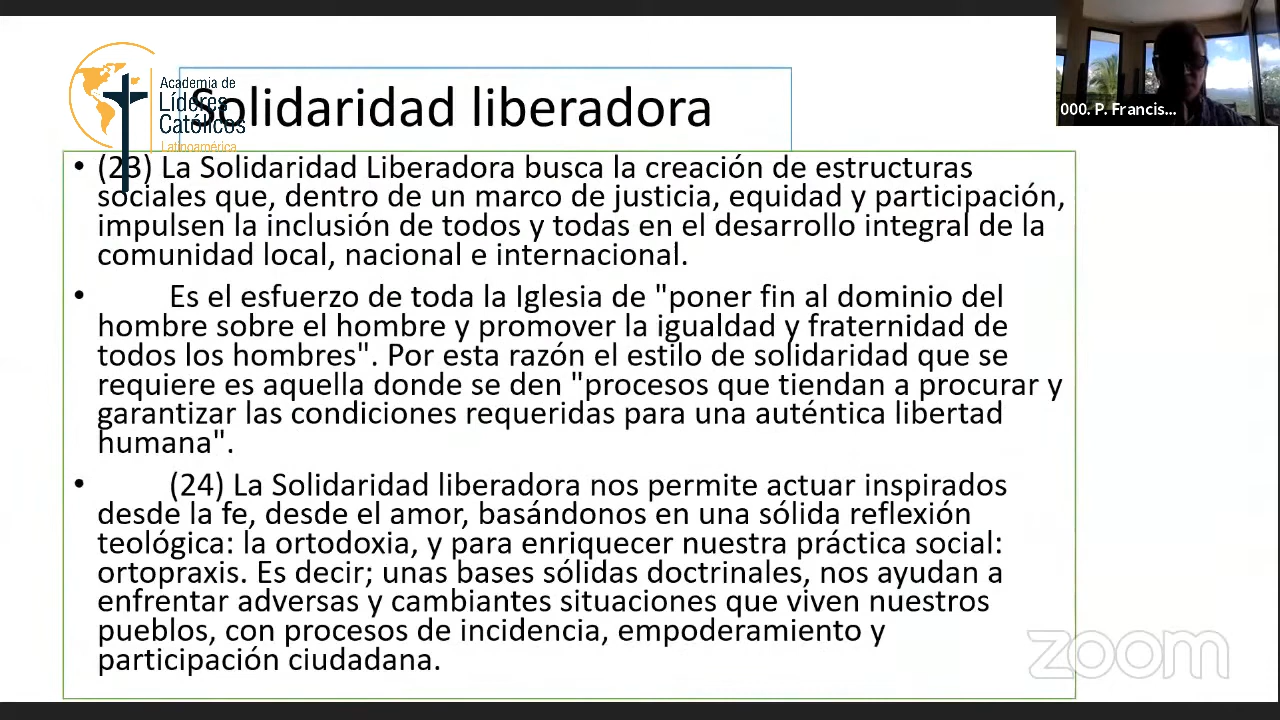 Academia de
Líderes
Católicos
Latinoamérica
Solidaridad liberadora
000. P. Francis...
• (23) La Solidaridad Liberadora busca la creación de estructuras
sociales que, dentro de un marco de justicia, equidad y participación,
impulsen la inclusión de todos y todas en el desarrollo integral de la
comunidad local, nacional e internacional.
• Es el esfuerzo de toda la Iglesia de "poner fin al dominio del
hombre sobre el hombre y promover la igualdad y fraternidad de
todos los hombres". Por esta razón el estilo de solidaridad que se
requiere es aquella donde se den "procesos que tiendan a procurar y
garantizar las condiciones requeridas para una auténtica libertad
humana".
• (24) La Solidaridad liberadora nos permite actuar inspirados
desde la fe, desde el amor, basándonos en una sólida reflexión
teológica: la ortodoxia, y para enriquecer nuestra práctica social:
ortopraxis. Es decir; unas bases sólidas doctrinales, nos ayudan a
enfrentar adversas y cambiantes situaciones que viven nuestros
pueblos, con procesos de incidencia, empoderamiento y
participación ciudadana.
zoom